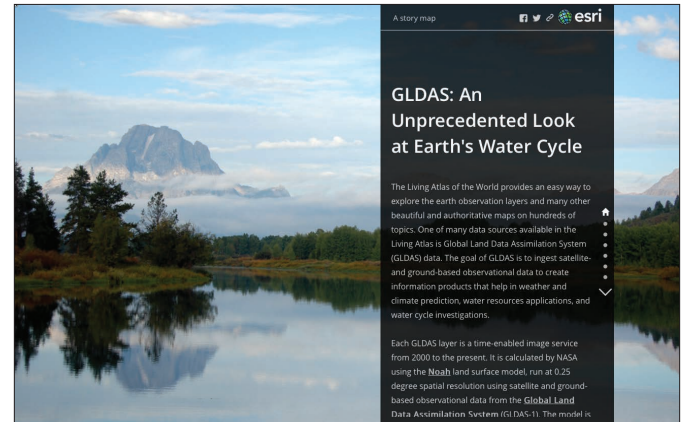 A story map
esri
GLDAS: An
Unprecedented Look
at Earth's Water Cycle
The Living Atlas of the World provides an easy way to
explore the earth observation layers and many other
beautiful and authoritative maps on hundreds of
topics. One of many data sources available in the
Living Atlas is Global Land Data Assimilation System
(GLDAS) data. The goal of GLDAS is to ingest satellite-
and ground-based observational data to create
information products that help in weather and
climate prediction, water resources applications, and
water cycle investigations.
Each GLDAS layer is a time-enabled image service
from 2000 to the present. It is calculated by NASA
using the Noah land surface model, run at 0.25
degree spatial resolution using satellite and ground-
based observational data from the Global Land
Data Assimilation System (GLDAS-1). The model is